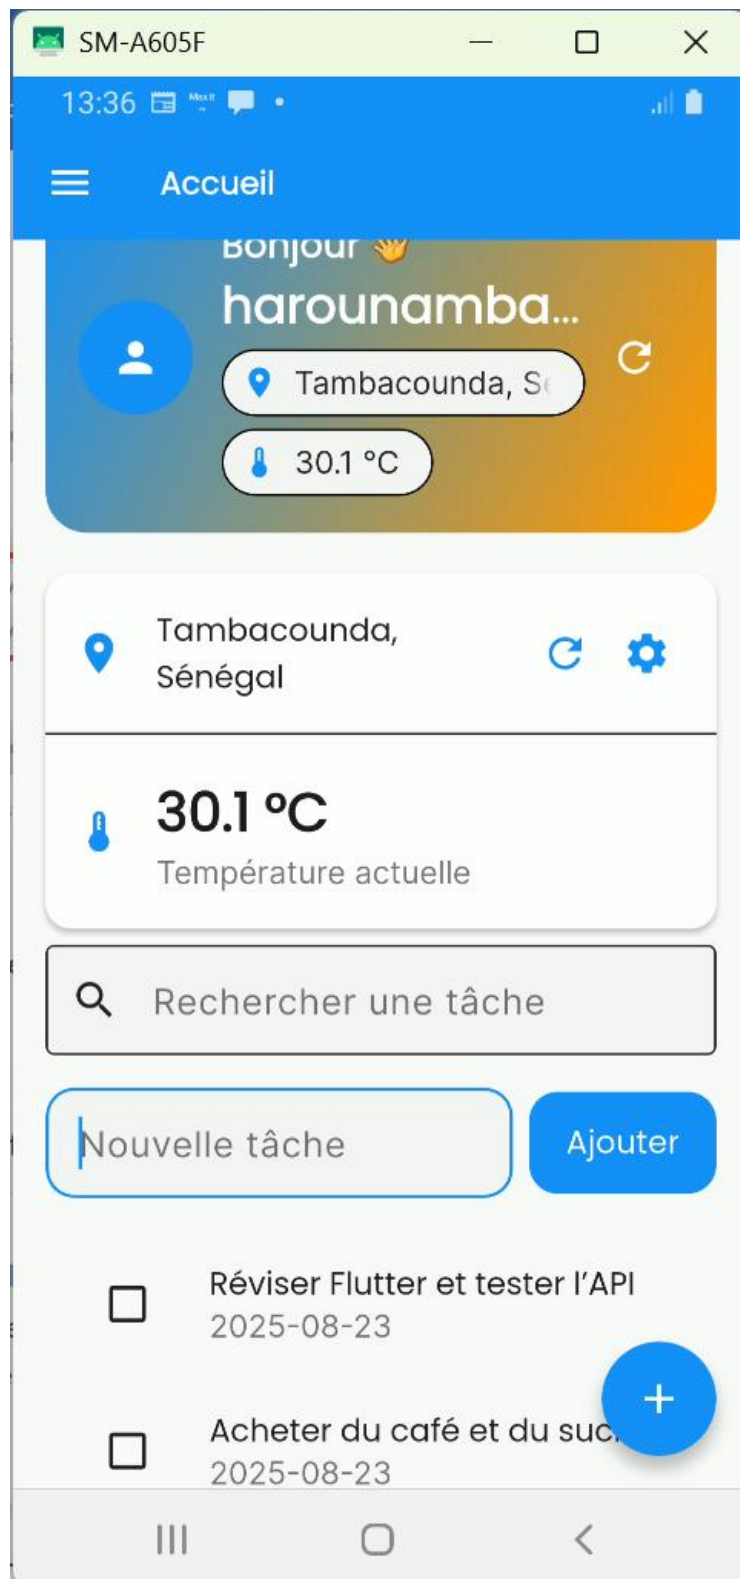 SM-A605F
13:36
Accueil
Bonjour 👋
harounamba...
Tambacounda, Sé
30.1 °C
Tambacounda,
Sénégal
30.1 °C
Température actuelle
Rechercher une tâche
Nouvelle tâche
Ajouter
Réviser Flutter et tester l’API
2025-08-23
Acheter du café et du suc
2025-08-23